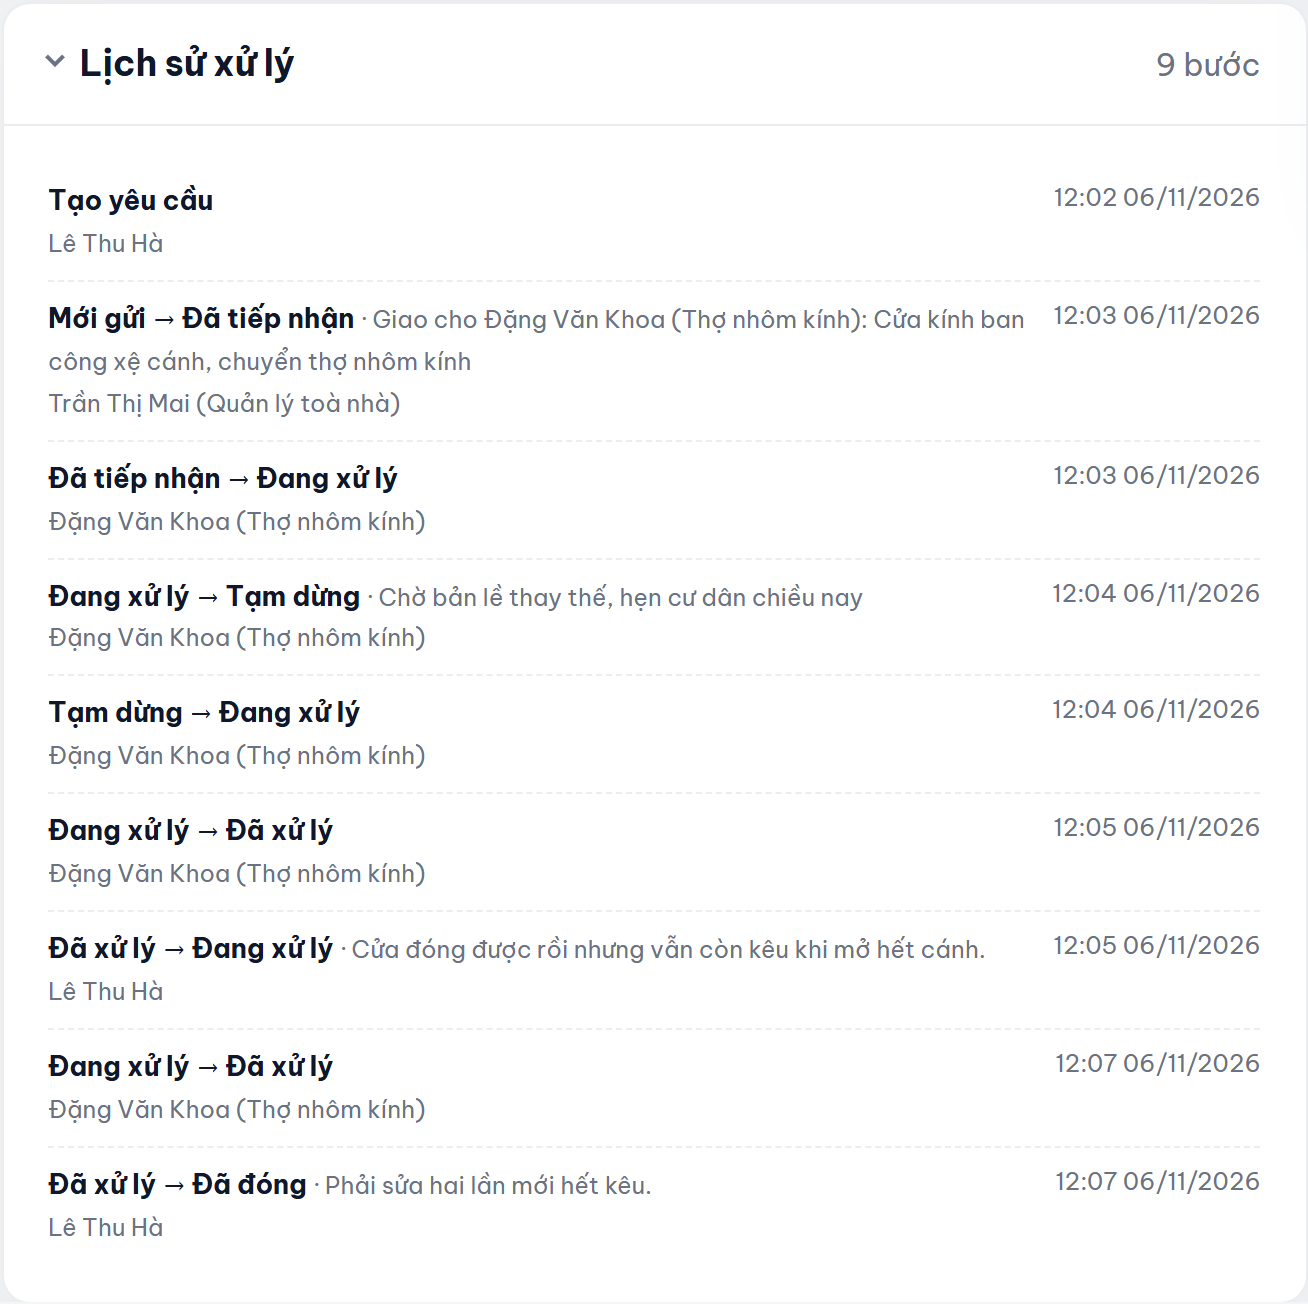 Lịch sử xử lý
9 bước
Tạo yêu cầu
12:02 06/11/2026
Lê Thu Hà
Mới gửi → Đã tiếp nhận · Giao cho Đặng Văn Khoa (Thợ nhôm kính): Cửa kính ban
12:03 06/11/2026
công xệ cánh, chuyển thợ nhôm kính
Trần Thị Mai (Quản lý toà nhà)
Đã tiếp nhận → Đang xử lý
12:03 06/11/2026
Đặng Văn Khoa (Thợ nhôm kính)
Đang xử lý → Tạm dừng · Chờ bản lề thay thế, hẹn cư dân chiều nay
12:04 06/11/2026
Đặng Văn Khoa (Thợ nhôm kính)
Tạm dừng → Đang xử lý
12:04 06/11/2026
Đặng Văn Khoa (Thợ nhôm kính)
Đang xử lý → Đã xử lý
12:05 06/11/2026
Đặng Văn Khoa (Thợ nhôm kính)
Đã xử lý → Đang xử lý · Cửa đóng được rồi nhưng vẫn còn kêu khi mở hết cánh.
12:05 06/11/2026
Lê Thu Hà
Đang xử lý → Đã xử lý
12:07 06/11/2026
Đặng Văn Khoa (Thợ nhôm kính)
Đã xử lý → Đã đóng · Phải sửa hai lần mới hết kêu.
12:07 06/11/2026
Lê Thu Hà